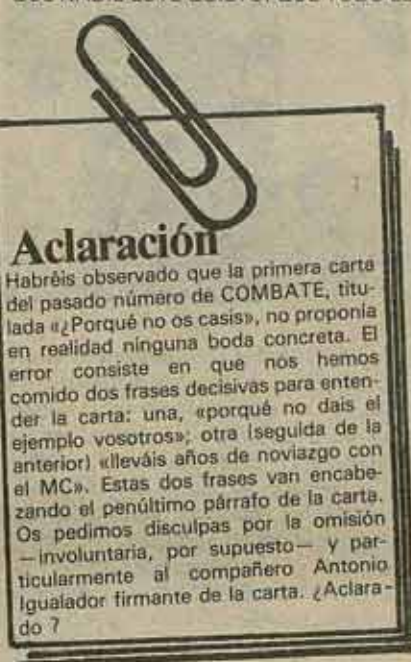 Aclaración
Habréis observado que la primera carta
del pasado número de COMBATE, titu-
lada «¿Porqué no os casis», no proponía
en realidad ninguna boda concreta. El
error consiste en que nos hemos
comido dos frases decisivas para enten-
der la carta: una, «porqué no dais el
ejemplo vosotros»; otra (seguida de la
anterior) «lleváis años de noviazgo con
el MC». Estas dos frases van encabe-
zando el penúltimo párrafo de la carta.
Os pedimos disculpas por la omisión
—involuntaria, por supuesto— y par-
ticularmente al compañero Antonio
Igualador firmante de la carta. ¿Aclara-
do ?